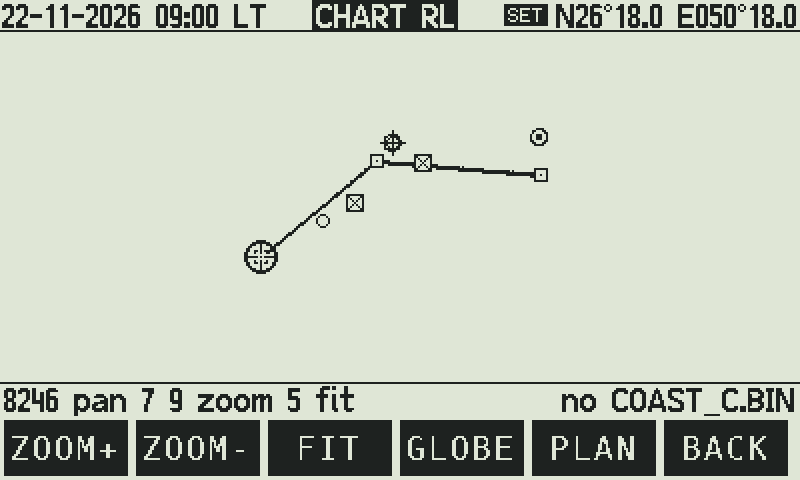 22-11-2026 09:00 LT CHART RL SET N26°18.0 E050°18.0
8246 pan 7 9 zoom 5 fit no COAST_C.BIN
ZOOM+ ZOOM- FIT GLOBE PLAN BACK